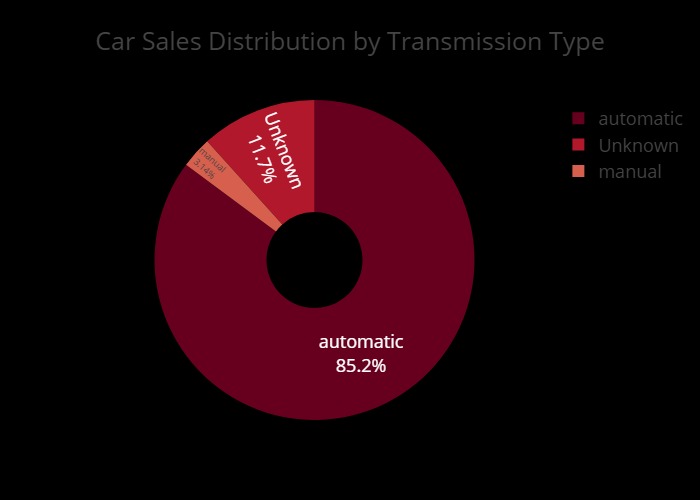 Car Sales Distribution by Transmission Type
automatic
Unknown
manual
Unknown
11.7%
manual
3.14%
automatic
85.2%